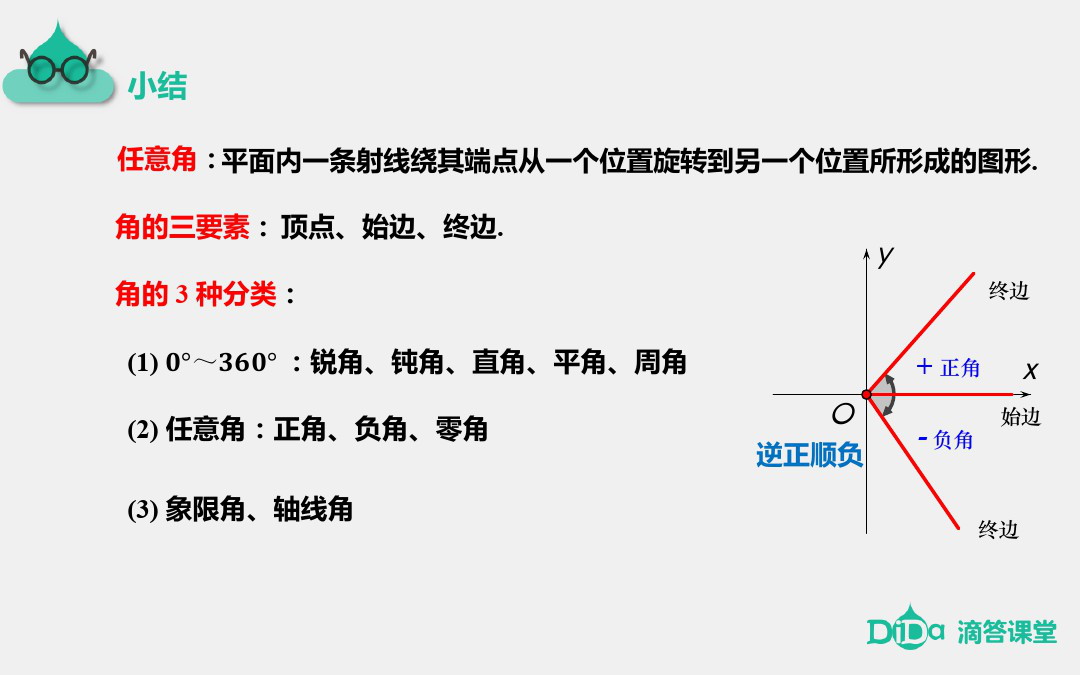 小结
任意角：平面内一条射线绕其端点从一个位置旋转到另一个位置所形成的图形.
角的三要素：顶点、始边、终边.
角的 3 种分类：
(1) 0°～360° ：锐角、钝角、直角、平角、周角
(2) 任意角：正角、负角、零角
(3) 象限角、轴线角
y
终边
+ 正角
x
O
始边
- 负角
逆正顺负
终边
DiDa 滴答课堂